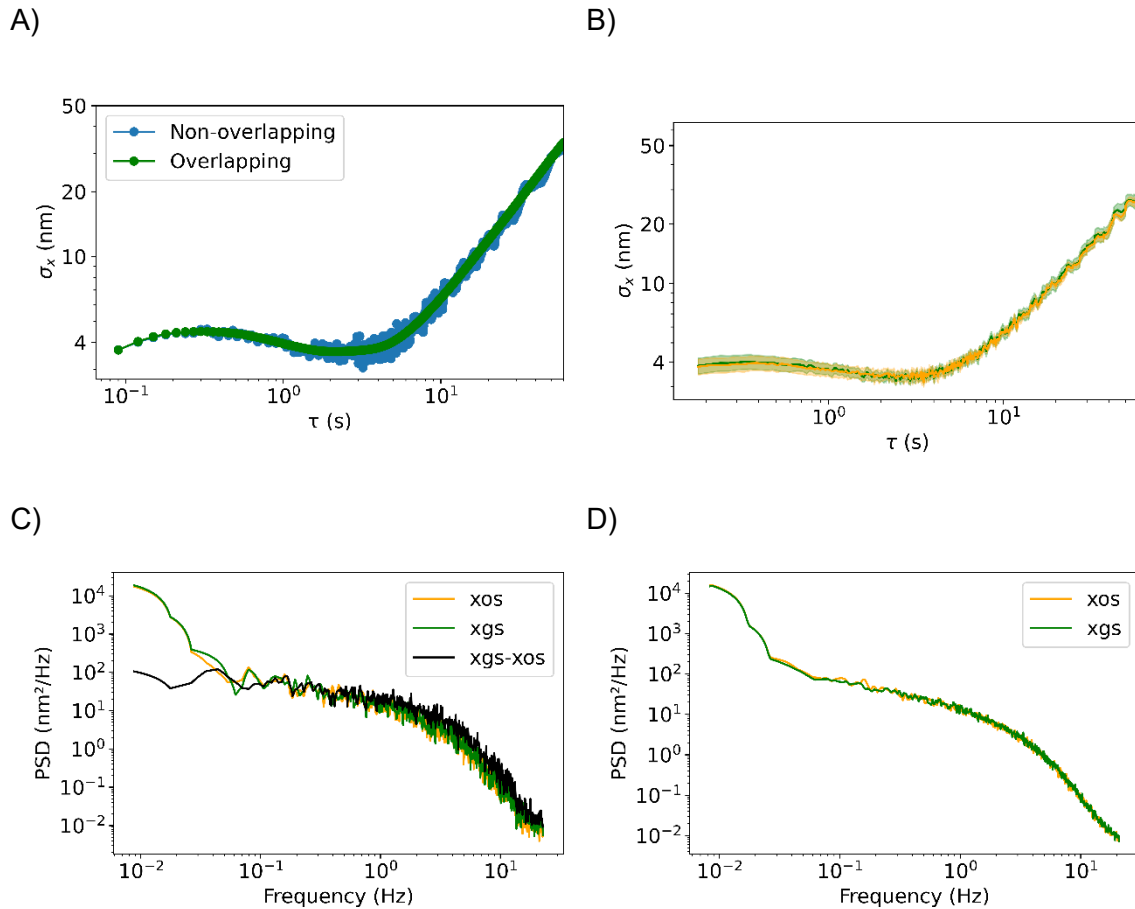 A)
B)
50
20
10
4
σx (nm)
Non-overlapping
Overlapping
10⁻¹
10⁰
10¹
τ (s)
50
20
10
4
σx (nm)
10⁰
10¹
τ (s)
C)
D)
10⁴
10³
10²
10¹
10⁰
10⁻¹
10⁻²
PSD (nm²/Hz)
xos
xgs
xgs-xos
10⁻²
10⁻¹
10⁰
10¹
Frequency (Hz)
10⁴
10³
10²
10¹
10⁰
10⁻¹
10⁻²
PSD (nm²/Hz)
xos
xgs
10⁻²
10⁻¹
10⁰
10¹
Frequency (Hz)